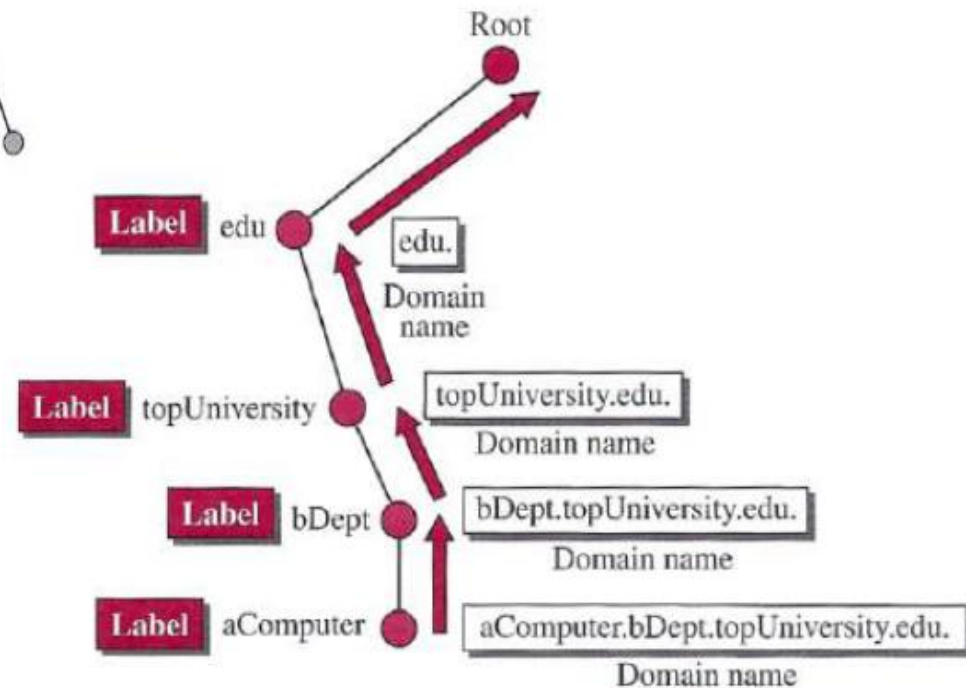 Root
Label edu
edu.
Domain
name
Label topUniversity
topUniversity.edu.
Domain name
Label bDept
bDept.topUniversity.edu.
Domain name
Label aComputer
aComputer.bDept.topUniversity.edu.
Domain name